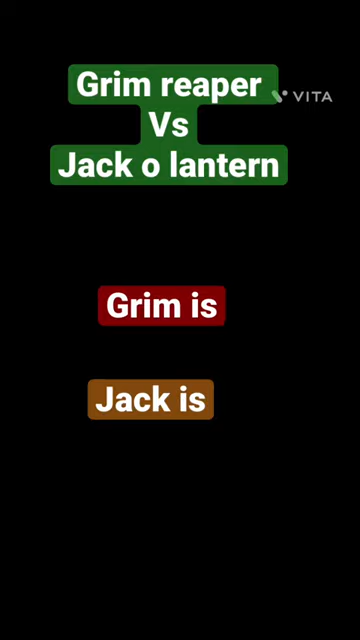 Grim reaper
VITA
Vs
Jack o lantern
Grim is
Jack is